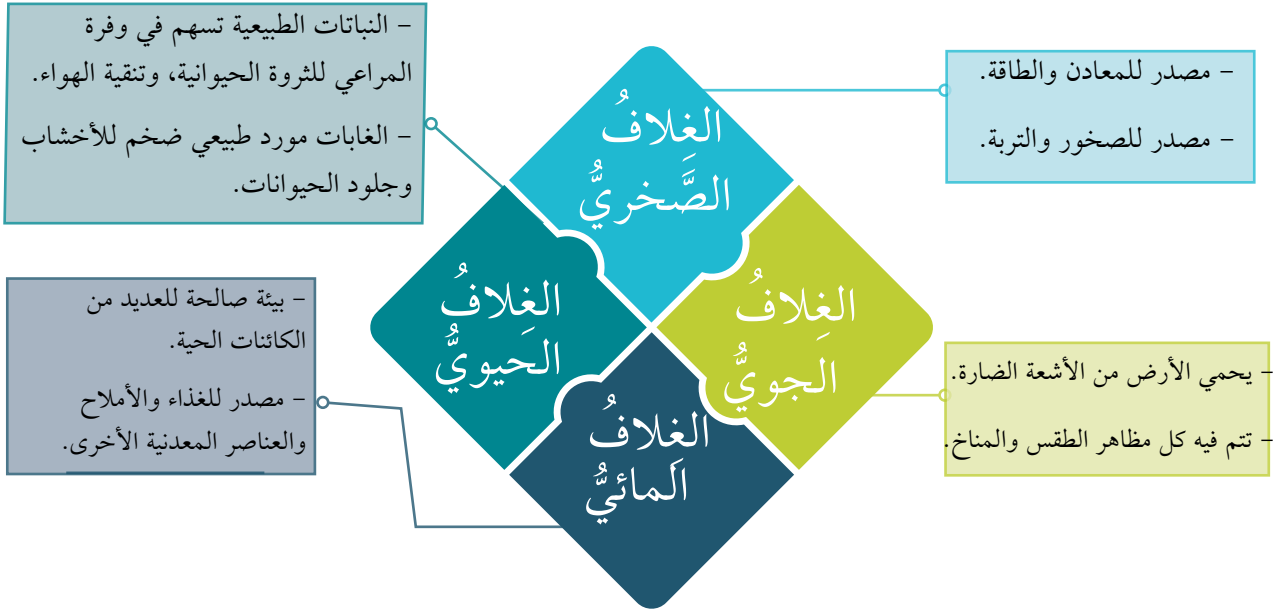 الغلافُ
الصَّخريُّ
– مصدر للمعادن والطاقة.
– مصدر للصخور والتربة.
الغلافُ
الجويُّ
– يحمي الأرض من الأشعة الضارة.
– تتم فيه كل مظاهر الطقس والمناخ.
الغلافُ
الحَيويُّ
– النباتات الطبيعية تسهم في وفرة
المراعي للثروة الحيوانية، وتنقية الهواء.
– الغابات مورد طبيعي ضخم للأخشاب
وجلود الحيوانات.
الغلافُ
المائيُّ
– بيئة صالحة للعديد من
الكائنات الحية.
– مصدر للغذاء والأملاح
والعناصر المعدنية الأخرى.